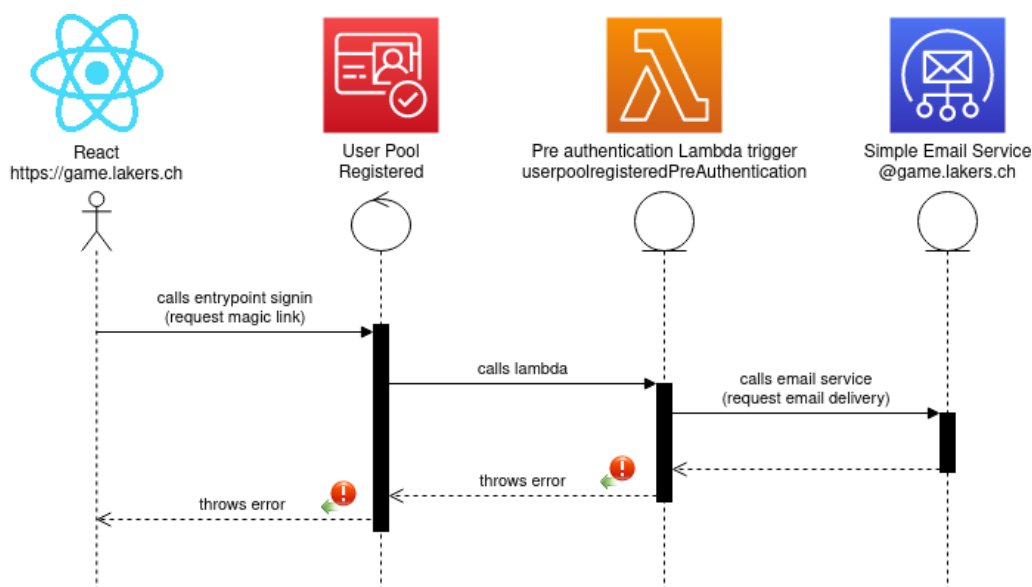 React
https://game.lakers.ch
User Pool
Registered
Pre authentication Lambda trigger
userpoolregisteredPreAuthentication
Simple Email Service
@game.lakers.ch
calls entrypoint signin
(request magic link)
calls lambda
calls email service
(request email delivery)
throws error
throws error